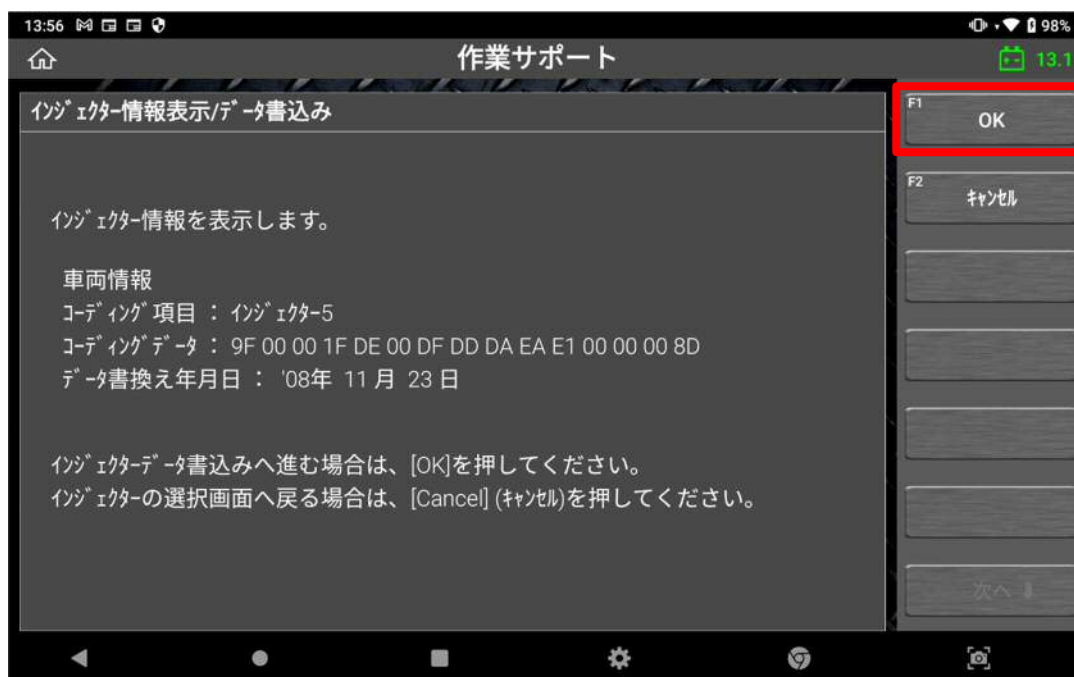 13:56
98%
作業サポート
13.1
ｲﾝｼﾞｪｸﾀｰ情報表示/ﾃﾞｰﾀ書込み
F1
OK
ｲﾝｼﾞｪｸﾀｰ情報を表示します。
F2
ｷｬﾝｾﾙ
車両情報
ｺｰﾃﾞｨﾝｸﾞ項目 ： ｲﾝｼﾞｪｸﾀｰ5
ｺｰﾃﾞｨﾝｸﾞﾃﾞｰﾀ ： 9F 00 00 1F DE 00 DF DD DA EA E1 00 00 00 8D
ﾃﾞｰﾀ書換え年月日 ： '08年 11 月 23 日
ｲﾝｼﾞｪｸﾀｰﾃﾞｰﾀ書込みへ進む場合は、[OK]を押してください。
ｲﾝｼﾞｪｸﾀｰの選択画面へ戻る場合は、[Cancel] (ｷｬﾝｾﾙ)を押してください。
次へ ⬇